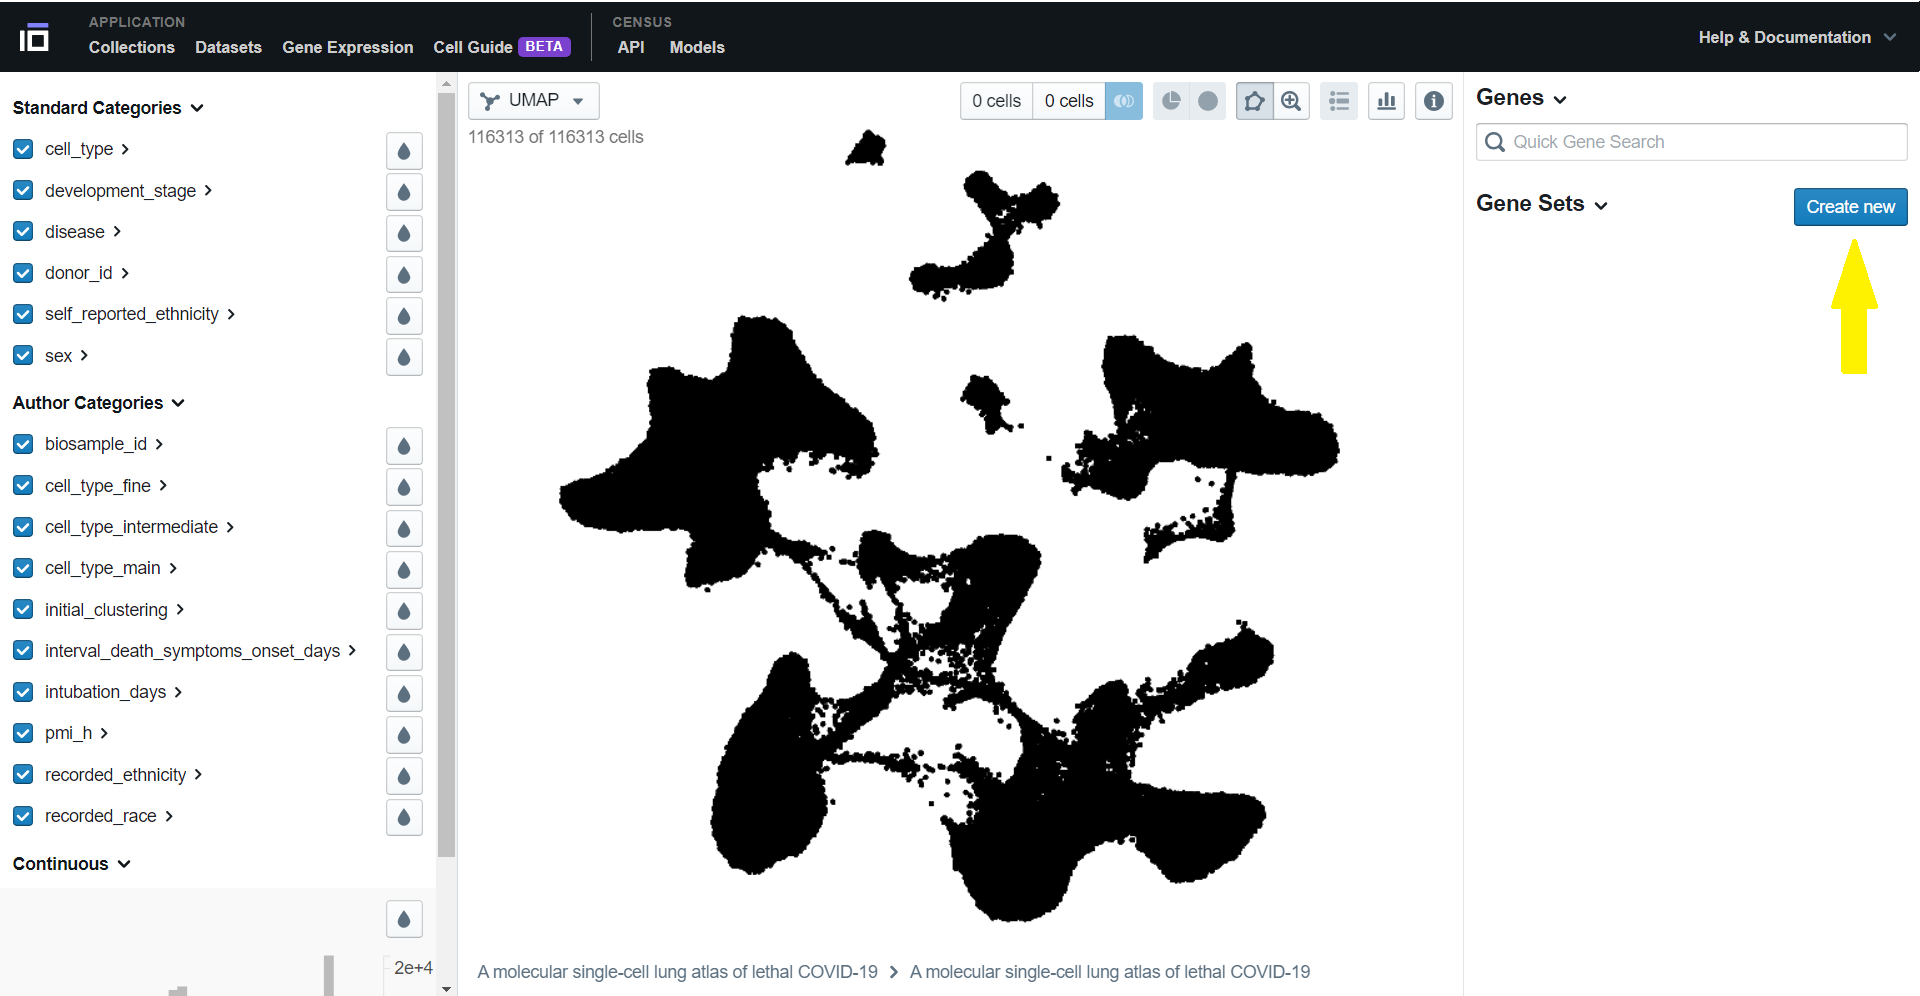 APPLICATION
Collections Datasets Gene Expression Cell Guide BETA
CENSUS
API Models
Help & Documentation
Standard Categories
cell_type
development_stage
disease
donor_id
self_reported_ethnicity
sex
Author Categories
biosample_id
cell_type_fine
cell_type_intermediate
cell_type_main
initial_clustering
interval_death_symptoms_onset_days
intubation_days
pmi_h
recorded_ethnicity
recorded_race
Continuous
2e+4
UMAP
0 cells 0 cells
116313 of 116313 cells
A molecular single-cell lung atlas of lethal COVID-19 A molecular single-cell lung atlas of lethal COVID-19
Genes
Quick Gene Search
Gene Sets
Create new